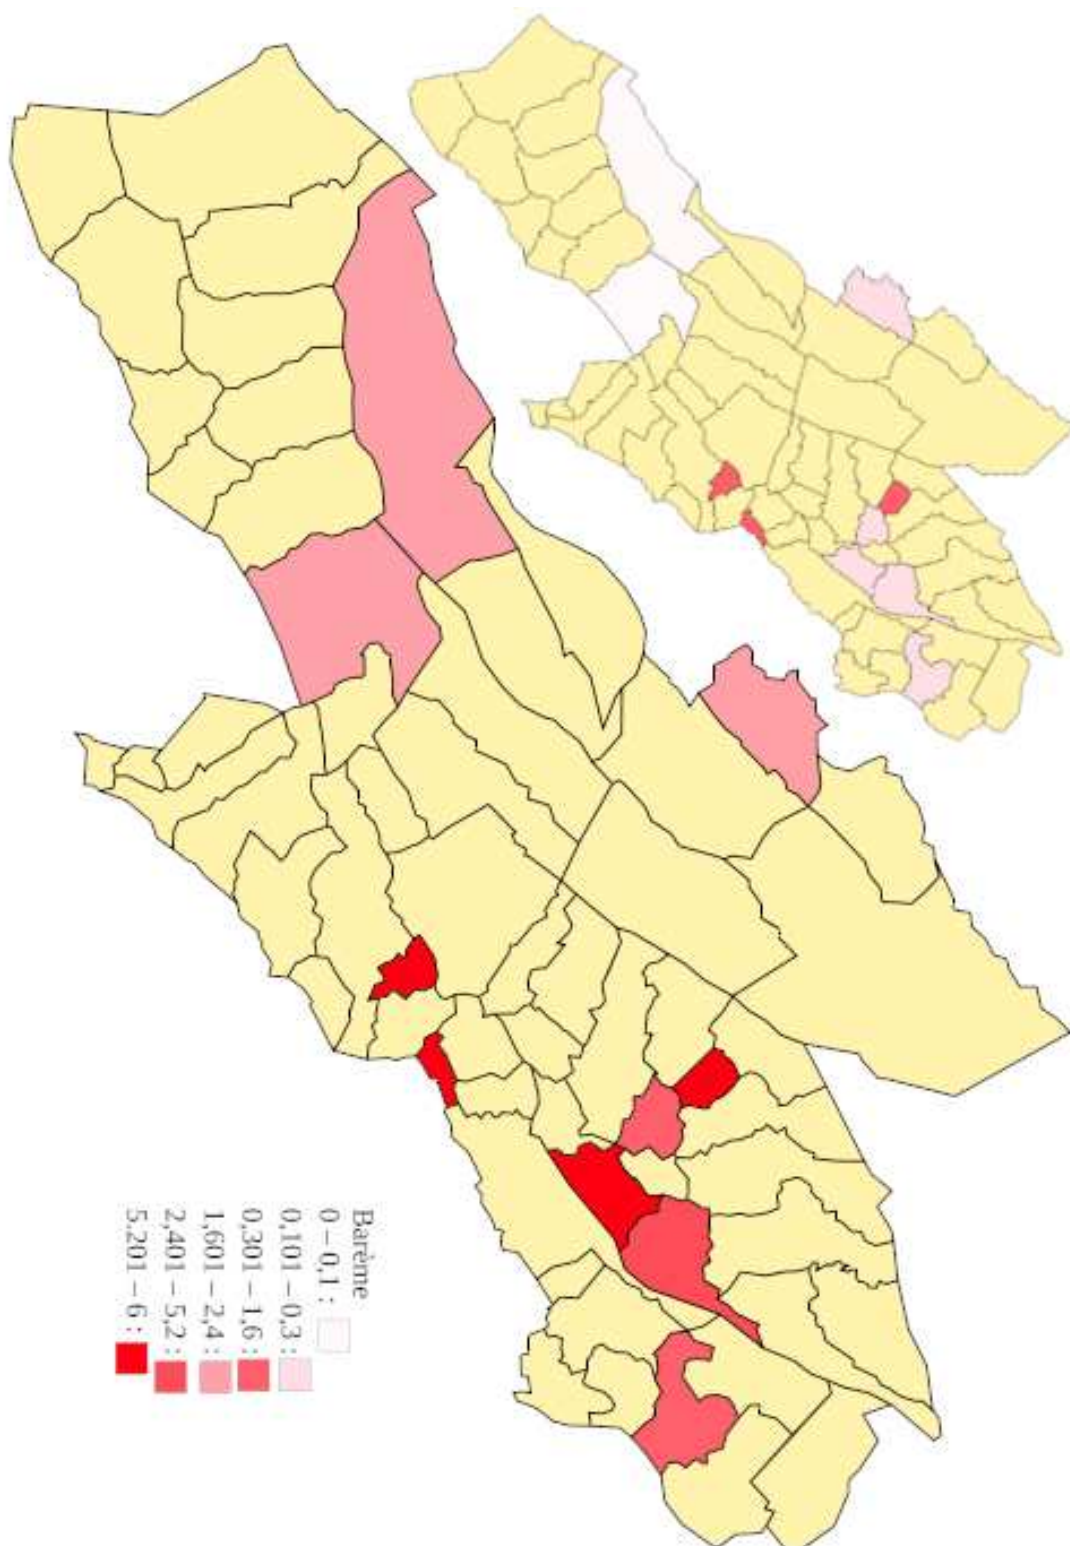 Barème
0 – 0,1 :
0,101 – 0,3 :
0,301 – 1,6 :
1,601 – 2,4 :
2,401 – 5,2 :
5.201 – 6 :